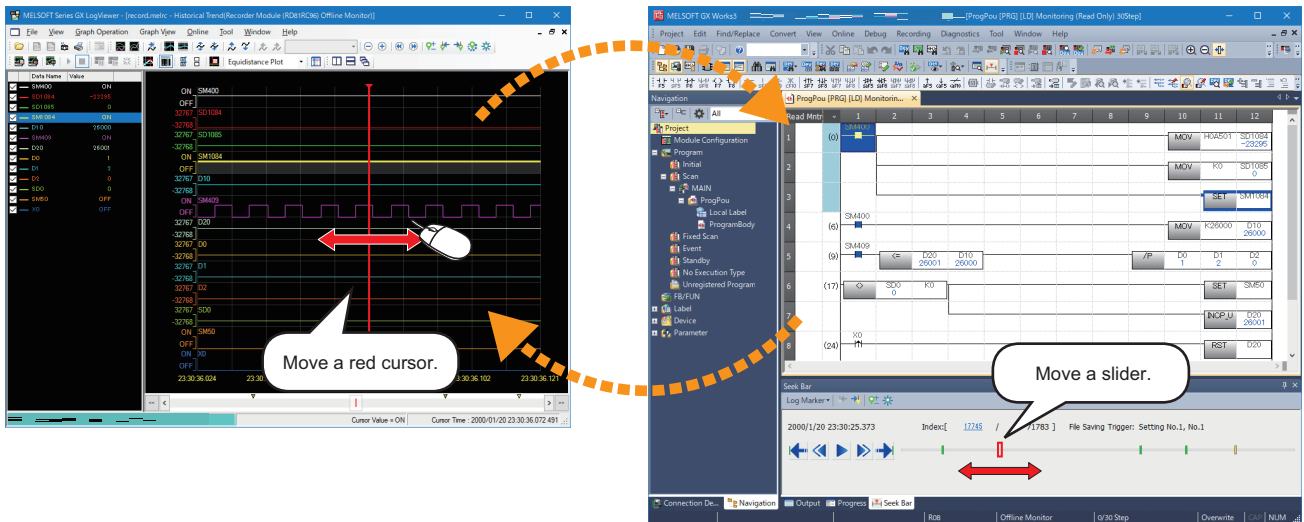 MELSOFT Series GX LogViewer - [record.melrc - Historical Trend(Recorder Module (RD81RC96) Offline Monitor)]
File View Graph Operation Graph View Online Tool Window Help
Equidistance Plot
Data Name Value
SM400 ON
SD1084 -23295
SD1085 0
SM1084 ON
D10 26000
SM409 ON
D20 26001
D0 1
D1 2
D2 0
SD0 0
SM50 OFF
X0 OFF
ON SM400
OFF
32767 SD1084
-32768
32767 SD1085
-32768
ON SM1084
OFF
32767 D10
-32768
ON SM409
OFF
32767 D20
-32768
32767 D0
-32768
32767 D1
-32768
32767 D2
-32768
32767 SD0
-32768
ON SM50
OFF
ON X0
OFF
23:30:36.024 23:30 3:30:36.102 23:30:36.121
Move a red cursor.
Cursor Value = ON Cursor Time : 2000/01/20 23:30:36.072 491
MELSOFT GX Works3 [ProgPou [PRG] [LD] Monitoring (Read Only) 30Step]
Project Edit Find/Replace Convert View Online Debug Recording Diagnostics Tool Window Help
Navigation
All
Project
Module Configuration
Program
Initial
Scan
MAIN
ProgPou
Local Label
ProgramBody
Fixed Scan
Event
Standby
No Execution Type
Unregistered Program
FB/FUN
Label
Device
Parameter
ProgPou [PRG] [LD] Monitorin...
Read Mntr 1 2 3 4 5 6 7 8 9 10 11 12
1 (0) SM400 MOV H0A501 SD1084
-23295
2 MOV K0 SD1085
0
3 SET SM1084
4 (6) SM400 MOV K26000 D10
26000
5 (9) SM409 <= D20 D10 /P D0 D1 D2
26001 26000 1 2 0
6 (17) <> SD0 K0 SET SM50
0
7 INCP_U D20
26001
8 (24) X0 RST D20
Move a slider.
Seek Bar
Log Marker
2000/1/20 23:30:25.373 Index:[ 17745 / 71783 ] File Saving Trigger: Setting No.1, No.1
Connection De... Navigation Output Progress Seek Bar
R08 Offline Monitor 0/30 Step Overwrite CAP NUM